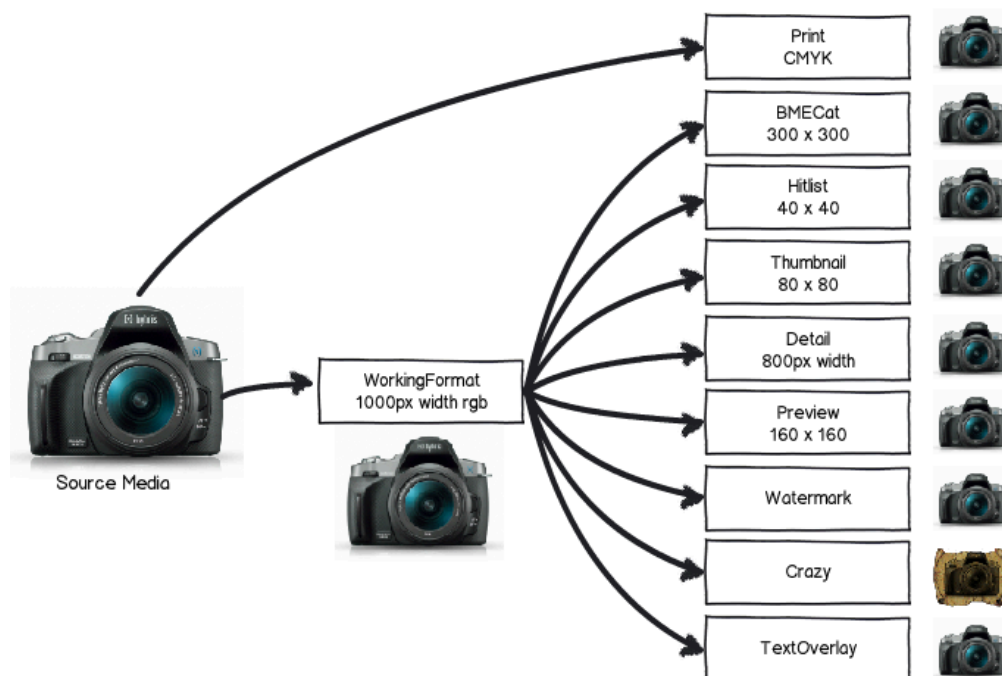 Print
CMYK
BMECat
300 x 300
Hitlist
40 x 40
Thumbnail
80 x 80
Detail
800px width
WorkingFormat
1000px width rgb
Preview
160 x 160
Source Media
Watermark
Crazy
TextOverlay
hybris